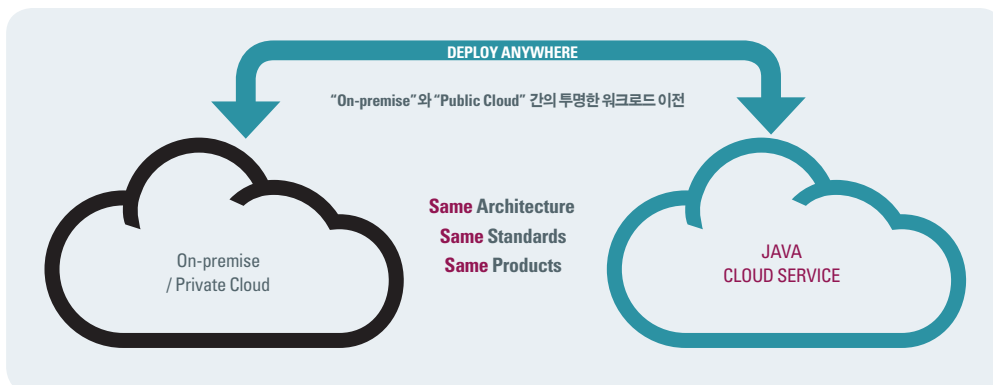 DEPLOY ANYWHERE
“On-premise”와 “Public Cloud” 간의 투명한 워크로드 이전
Same Architecture
Same Standards
Same Products
On-premise
/ Private Cloud
JAVA
CLOUD SERVICE